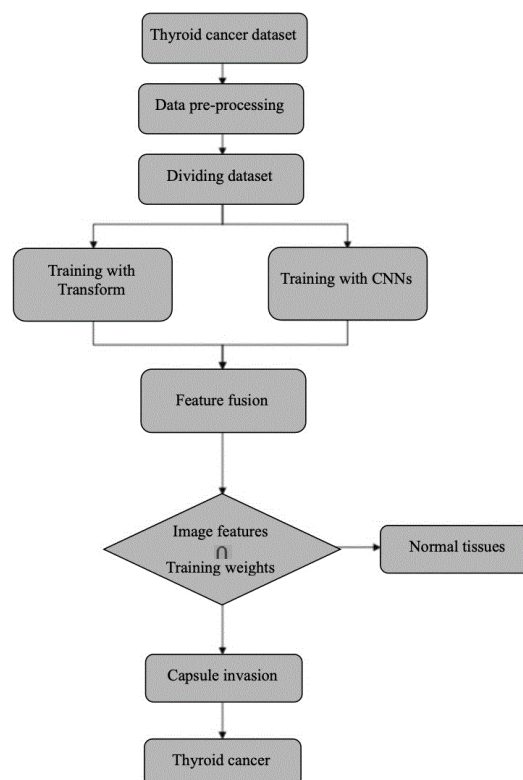 Thyroid cancer dataset
Data pre-processing
Dividing dataset
Training with
Transform
Training with CNNs
Feature fusion
Image features
∩
Training weights
Normal tissues
Capsule invasion
Thyroid cancer